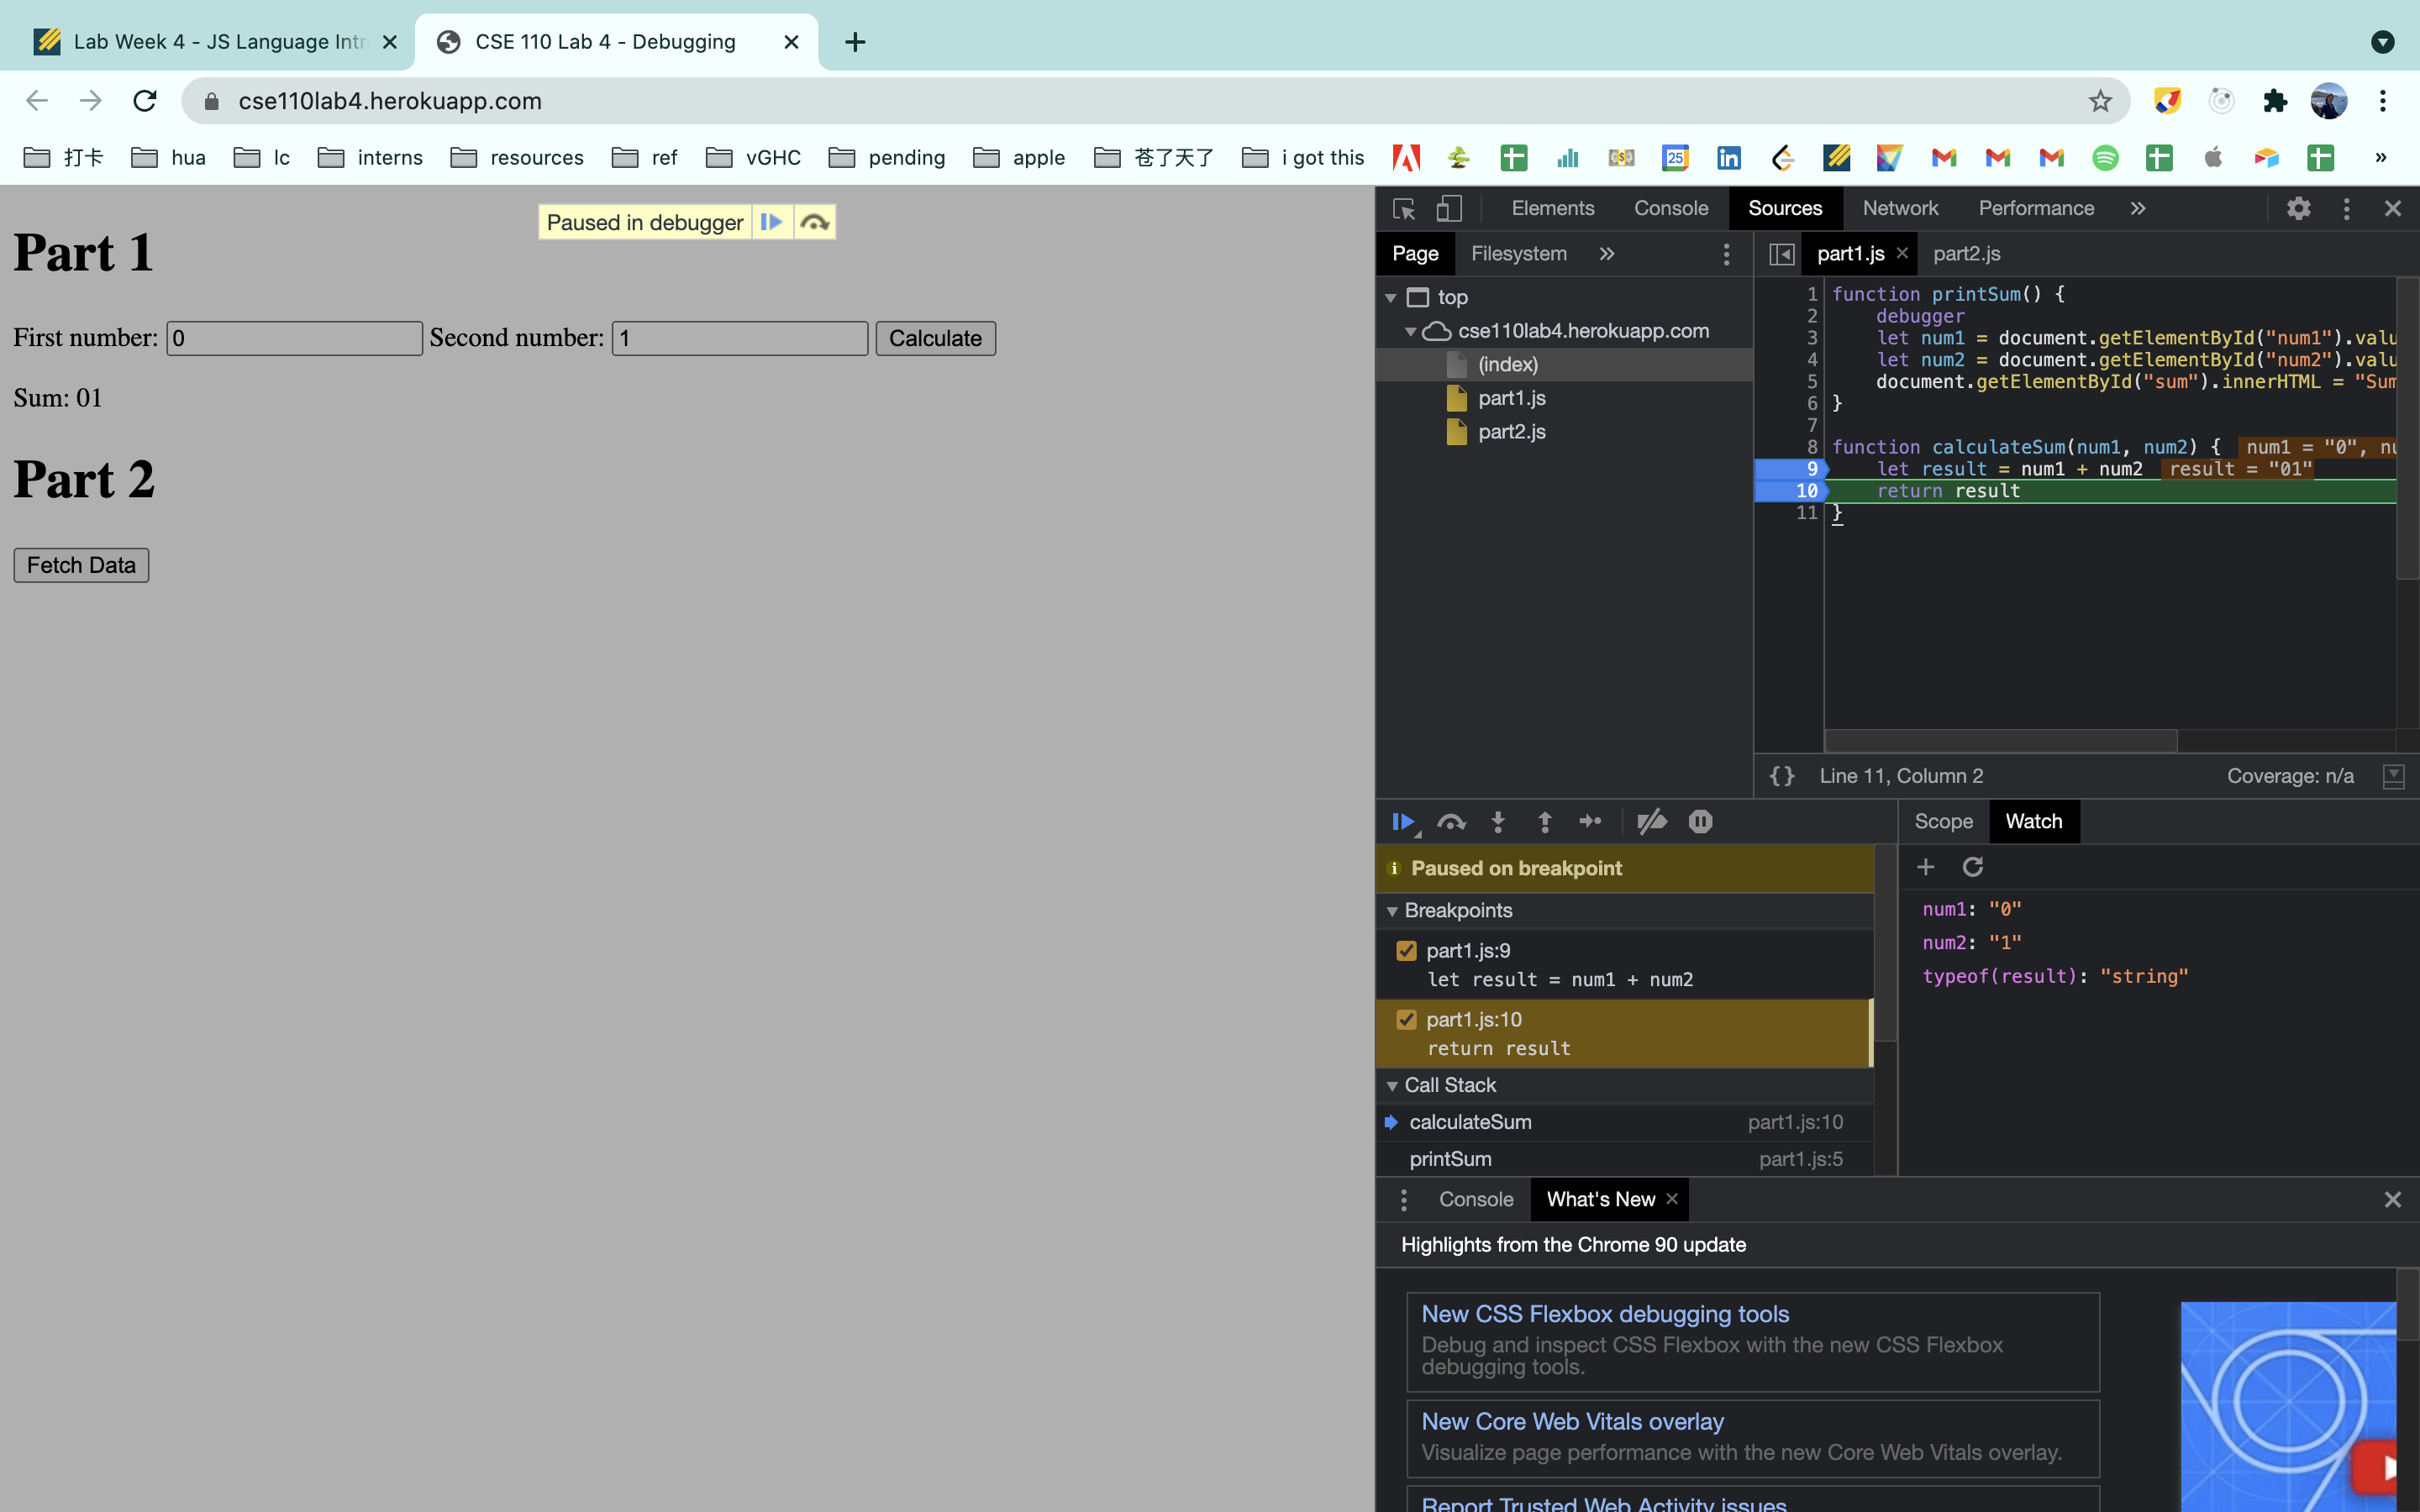 Lab Week 4 - JS Language Intr
CSE 110 Lab 4 - Debugging
cse110lab4.herokuapp.com
打卡 hua lc interns resources ref vGHC pending apple 苍了天了 i got this 25 »
Paused in debugger
Part 1
First number: 0 Second number: 1 Calculate
Sum: 01
Part 2
Fetch Data
Elements Console Sources Network Performance »
Page Filesystem »
top
cse110lab4.herokuapp.com
(index)
part1.js
part2.js
part1.js part2.js
1 function printSum() {
2 debugger
3 let num1 = document.getElementById("num1").valu
4 let num2 = document.getElementById("num2").valu
5 document.getElementById("sum").innerHTML = "Sum
6 }
7
8 function calculateSum(num1, num2) { num1 = "0", nu
9 let result = num1 + num2 result = "01"
10 return result
11 }
{} Line 11, Column 2 Coverage: n/a
Paused on breakpoint
Breakpoints
part1.js:9
let result = num1 + num2
part1.js:10
return result
Call Stack
calculateSum part1.js:10
printSum part1.js:5
Scope Watch
num1: "0"
num2: "1"
typeof(result): "string"
Console What's New
Highlights from the Chrome 90 update
New CSS Flexbox debugging tools
Debug and inspect CSS Flexbox with the new CSS Flexbox
debugging tools.
New Core Web Vitals overlay
Visualize page performance with the new Core Web Vitals overlay.
Report Trusted Web Activity issues